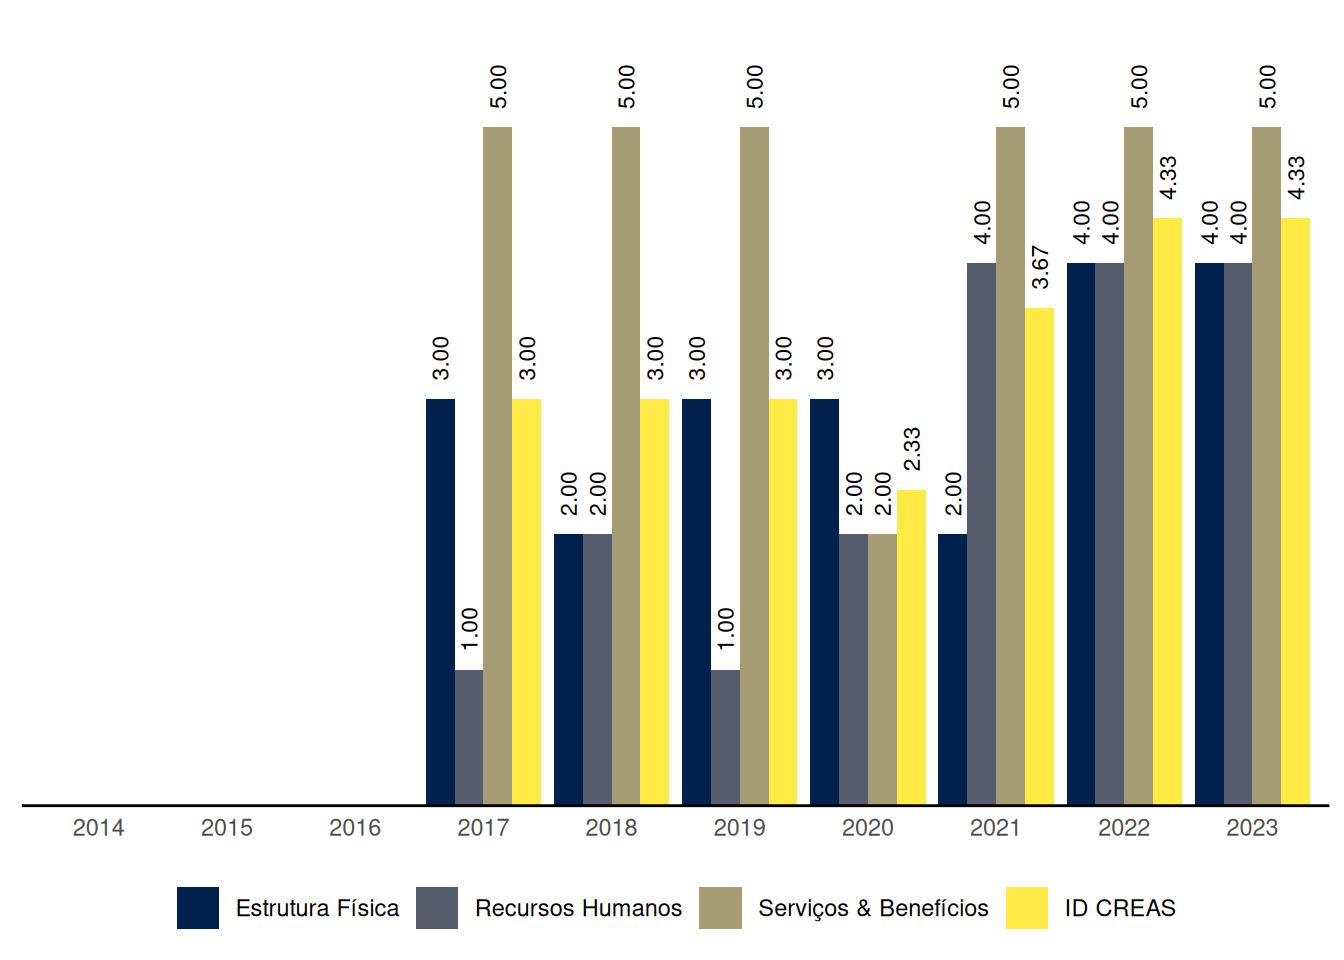 5.00 5.00 5.00 5.00 5.00 5.00
4.33 4.33
4.00 4.00 4.00 4.00 4.00
3.67
3.00 3.00 3.00 3.00 3.00 3.00 3.00
2.33
2.00 2.00 2.00 2.00 2.00
1.00 1.00
2014 2015 2016 2017 2018 2019 2020 2021 2022 2023
Estrutura Física Recursos Humanos Serviços & Benefícios ID CREAS